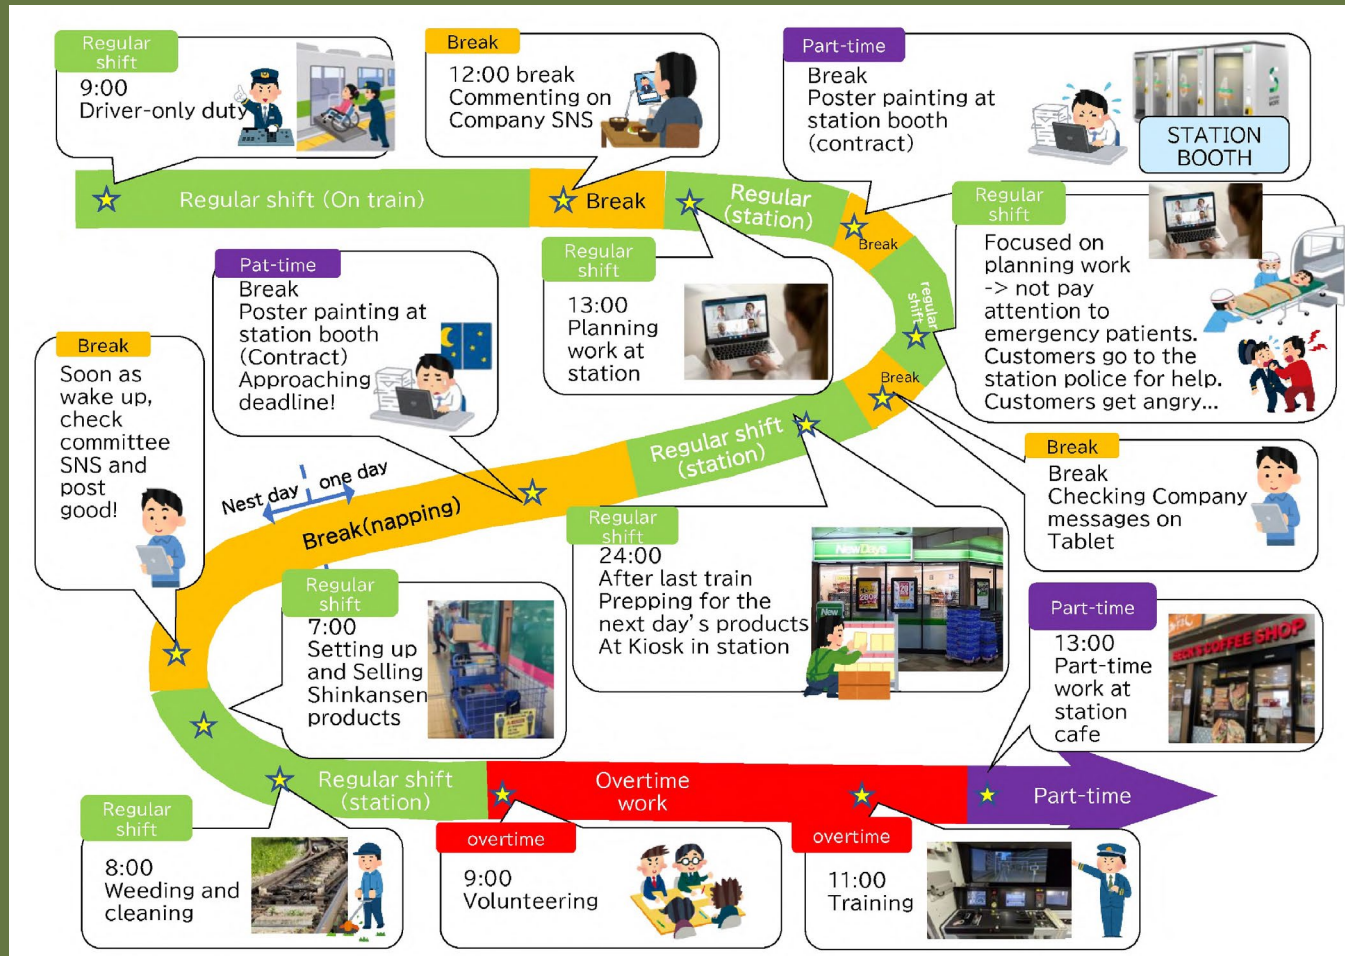 Regular
shift
9:00
Driver-only duty
Break
12:00 break
Commenting on
Company SNS
Part-time
Break
Poster painting at
station booth
(contract)
STATION
BOOTH
Regular shift (On train)
Break
Regular
(station)
Break
regular
shift
Break
Regular
shift
Focused on
planning work
-> not pay
attention to
emergency patients.
Customers go to the
station police for help.
Customers get angry...
Regular
shift
13:00
Planning
work at
station
Pat-time
Break
Poster painting at
station booth
(Contract)
Approaching
deadline!
Break
Soon as
wake up,
check
committee
SNS and
post
good!
Nest day
one day
Break(napping)
Regular shift
(station)
Break
Break
Checking Company
messages on
Tablet
Regular
shift
24:00
After last train
Prepping for the
next day's products
At Kiosk in station
NewDays
New
Regular
shift
7:00
Setting up
and Selling
Shinkansen
products
Part-time
13:00
Part-time
work at
station
cafe
BECK'S COFFEE SHOP
Regular shift
(station)
Overtime
work
Part-time
Regular
shift
8:00
Weeding and
cleaning
overtime
9:00
Volunteering
overtime
11:00
Training